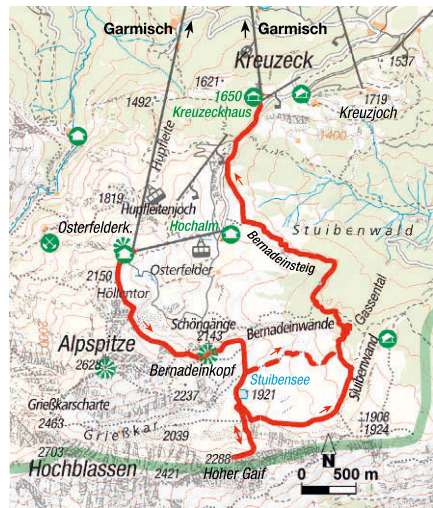 Garmisch
Garmisch
Kreuzeck
1537
1621
1650
Kreuzeckhaus
1492
1719
Kreuzjoch
1400
Hupfleite
1819
Hupfleitenjoch
Hochalm
Stuibenwald
Osterfelderk.
Bernadeinsteig
2150
Osterfelder
Höllentor
Gassental
Schöngänge
Bernadeinwände
2143
Alpspitze
2628
Bernadeinkopf
Stuibensee
Stuibenwand
1921
2237
Grießkarscharte
2463
Grießkar
2039
1908
1924
2703
2288
N
Hochblassen
2421
Hoher Gaif
0 500 m